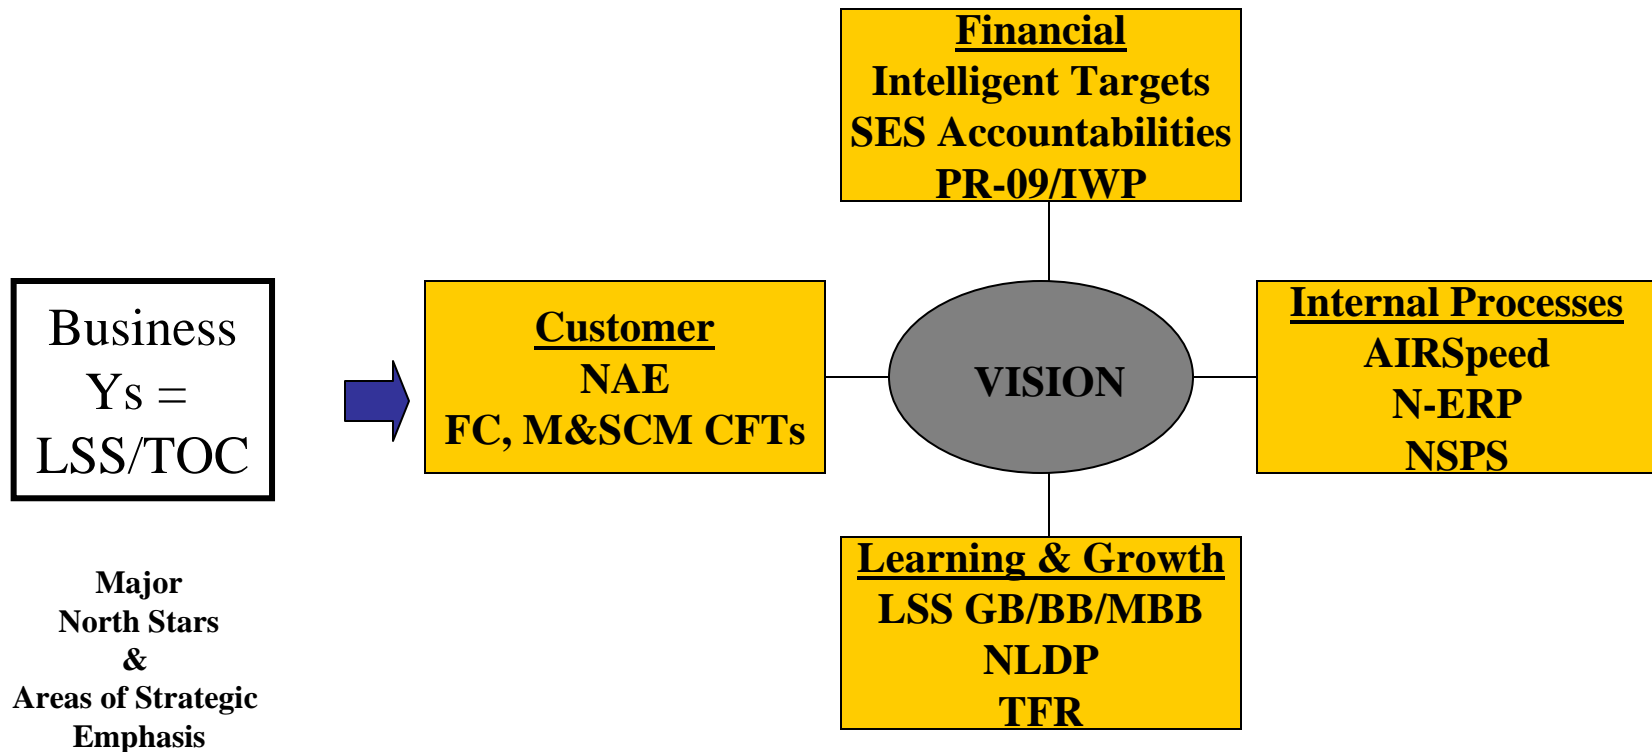 Financial
Intelligent Targets
SES Accountabilities
PR-09/IWP
Business
Ys =
LSS/TOC
Customer
NAE
FC, M&SCM CFTs
VISION
Internal Processes
AIRSpeed
N-ERP
NSPS
Major
North Stars
&
Areas of Strategic
Emphasis
Learning & Growth
LSS GB/BB/MBB
NLDP
TFR